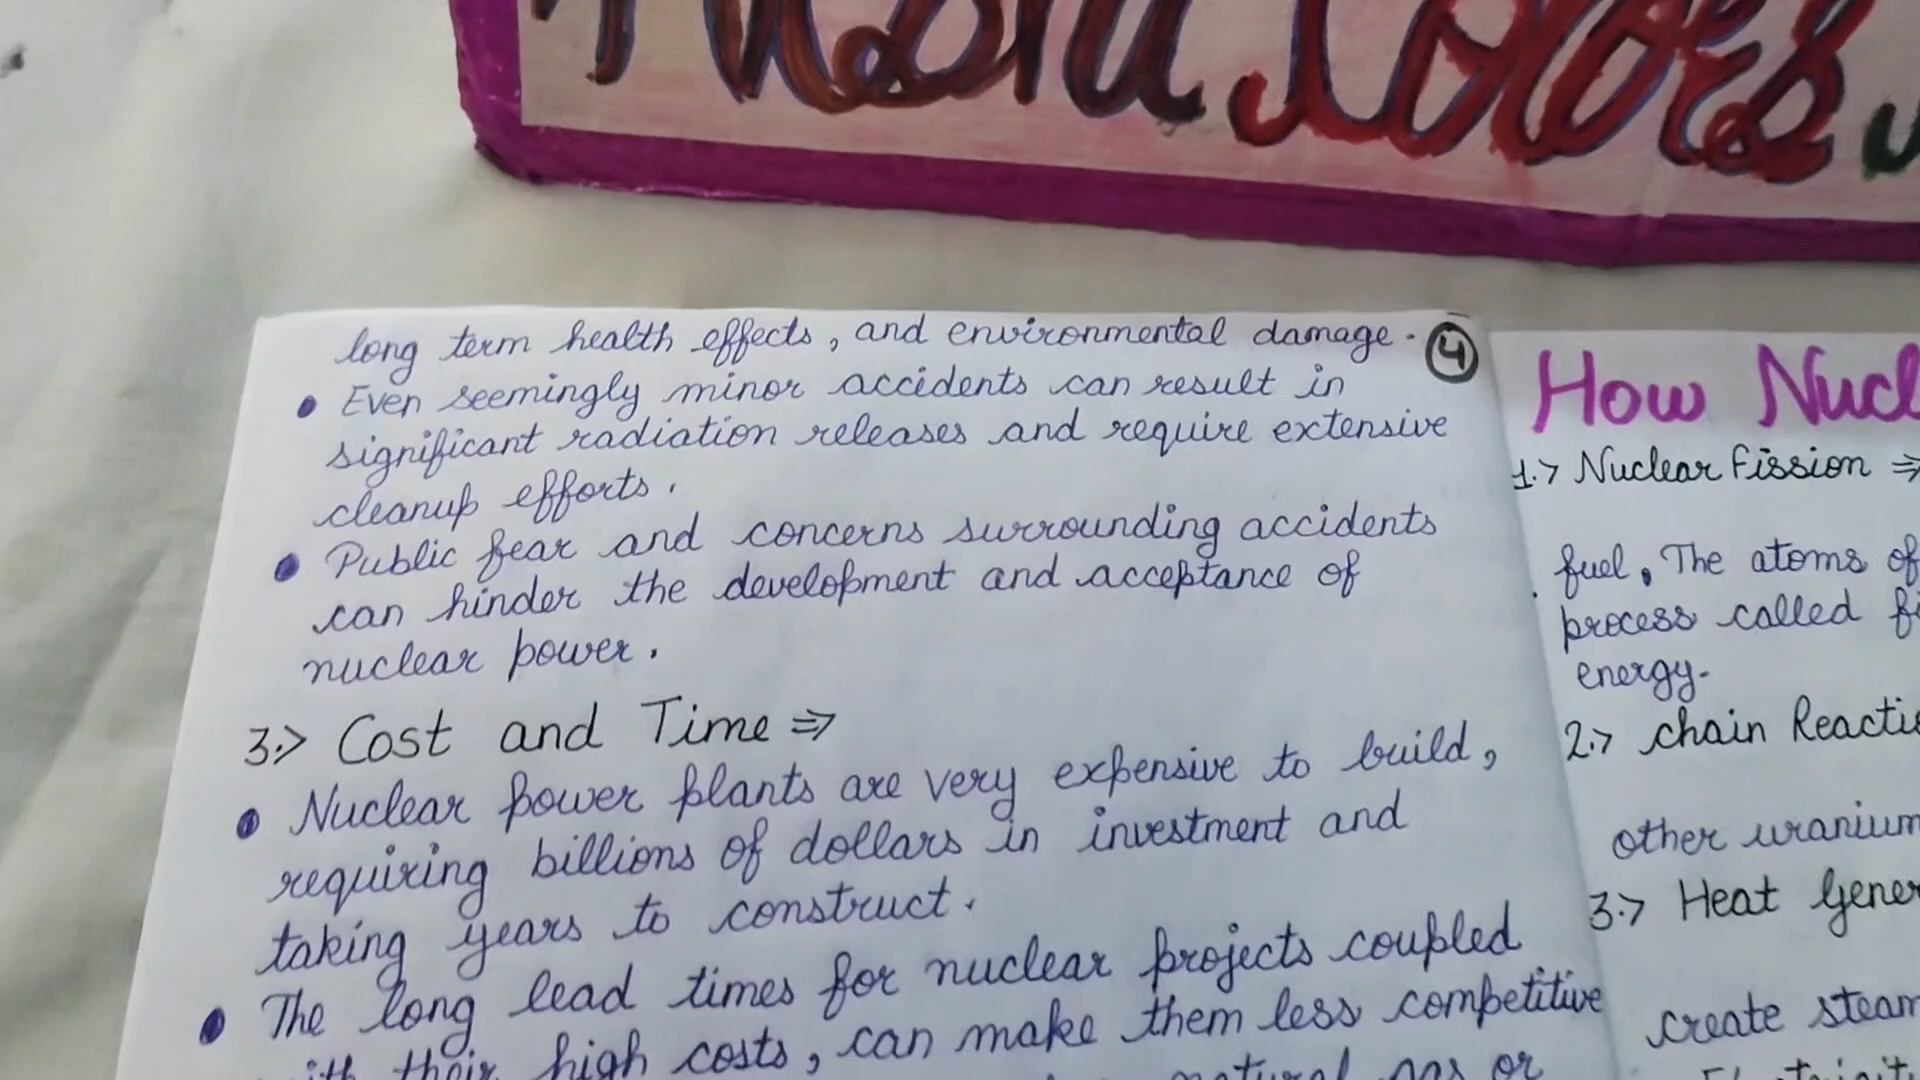 long term health effects, and environmental damage.
4
• Even seemingly minor accidents can result in
significant radiation releases and require extensive
cleanup efforts.
• Public fear and concerns surrounding accidents
can hinder the development and acceptance of
nuclear power.
3.> Cost and Time ⇒
• Nuclear power plants are very expensive to build,
requiring billions of dollars in investment and
taking years to construct.
• The long lead times for nuclear projects coupled
with their high costs, can make them less competitive
natural gas or
How
1.> Nuclear Fission ⇒
fuel, The atoms of
process called
energy.
2.> chain
other uranium
3.> Heat
create steam